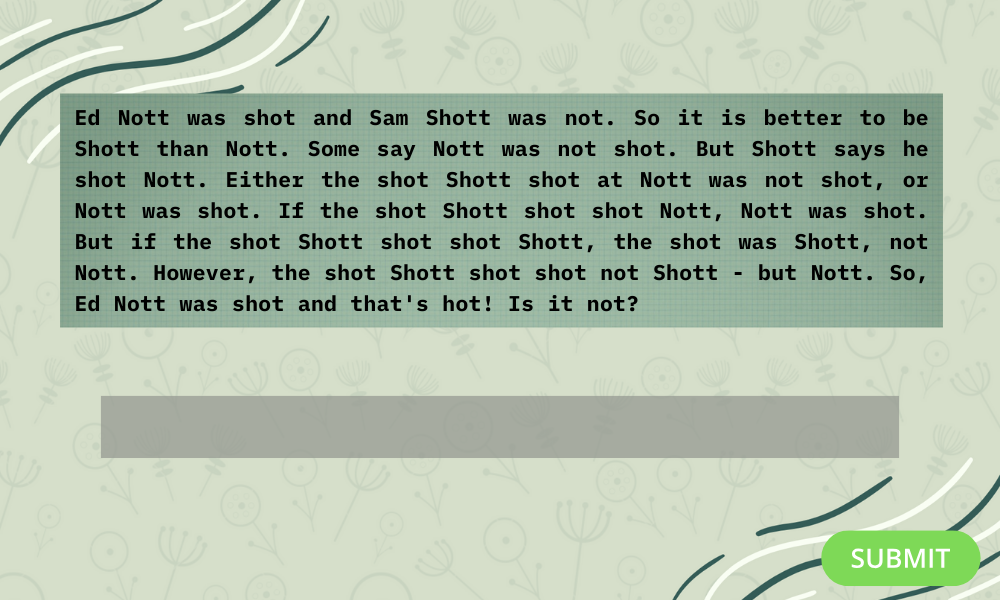 Ed Nott was shot and Sam Shott was not. So it is better to be
Shott than Nott. Some say Nott was not shot. But Shott says he
shot Nott. Either the shot Shott shot at Nott was not shot, or
Nott was shot. If the shot Shott shot shot Nott, Nott was shot.
But if the shot Shott shot shot Shott, the shot was Shott, not
Nott. However, the shot Shott shot shot not Shott - but Nott. So,
Ed Nott was shot and that's hot! Is it not?
SUBMIT